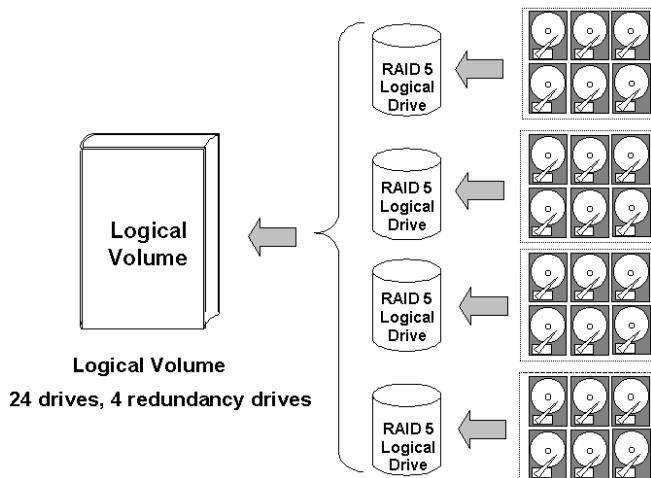 RAID 5
Logical
Drive
RAID 5
Logical
Drive
Logical
Volume
RAID 5
Logical
Drive
Logical Volume
24 drives, 4 redundancy drives
RAID 5
Logical
Drive